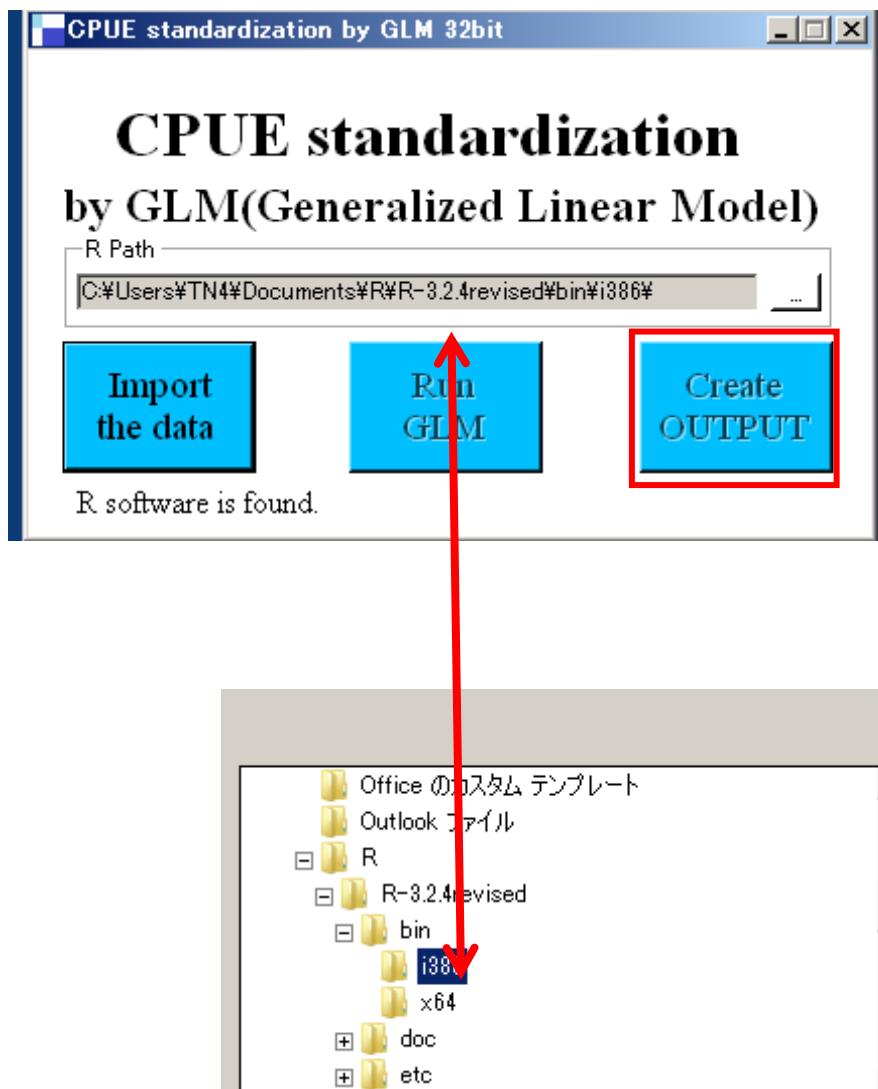 CPUE standardization by GLM 32bit
CPUE standardization
by GLM(Generalized Linear Model)
R Path
C:¥Users¥TN4¥Documents¥R¥R-3.2.4revised¥bin¥i386¥
...
Import
the data
Run
GLM
Create
OUTPUT
R software is found.
Office のカスタム テンプレート
Outlook ファイル
R
R-3.2.4revised
bin
i386
x64
doc
etc